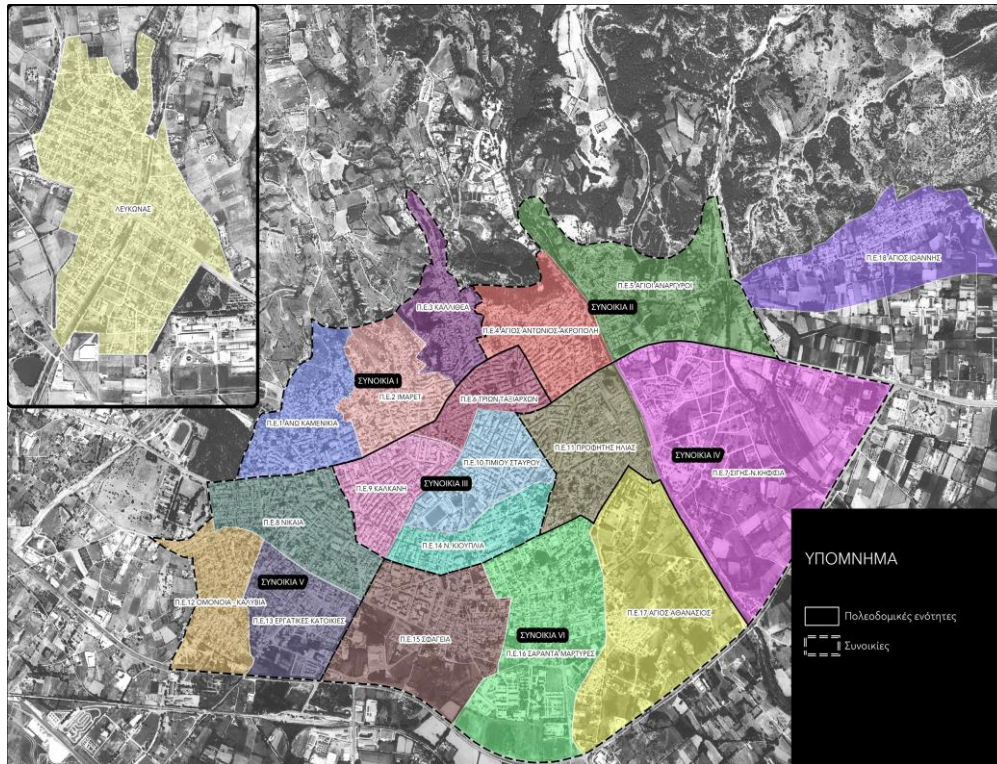 ΛΕΥΚΩΝΑΣ
Π.Ε.18 ΑΓΙΟΣ ΙΩΑΝΝΗΣ
Π.Ε.5 ΑΓΙΟΙ ΑΝΑΡΓΥΡΟΙ
Π.Ε.3 ΚΑΛΛΙΘΕΑ
ΣΥΝΟΙΚΙΑ II
Π.Ε.4 ΑΓΙΟΣ ΑΝΤΩΝΙΟΣ-ΑΚΡΟΠΟΛΗ
ΣΥΝΟΙΚΙΑ I
Π.Ε.2 ΙΜΑΡΕΤ
Π.Ε.6 ΤΡΙΩΝ ΤΑΞΙΑΡΧΩΝ
Π.Ε.1 ΑΝΩ ΚΑΜΕΝΙΚΙΑ
Π.Ε.11 ΠΡΟΦΗΤΗΣ ΗΛΙΑΣ
ΣΥΝΟΙΚΙΑ IV
Π.Ε.10 ΤΙΜΙΟΥ ΣΤΑΥΡΟΥ
Π.Ε.7 ΣΙΓΗΣ-Ν.ΚΗΦΙΣΙΑ
ΣΥΝΟΙΚΙΑ III
Π.Ε.9 ΚΑΛΚΑΝΗ
Π.Ε.8 ΝΙΚΑΙΑ
Π.Ε.14 Ν. ΚΙΟΥΠΛΙΑ
ΣΥΝΟΙΚΙΑ V
Π.Ε.12 ΟΜΟΝΟΙΑ - ΚΑΛΥΒΙΑ
Π.Ε.13 ΕΡΓΑΤΙΚΕΣ ΚΑΤΟΙΚΙΕΣ
Π.Ε.17 ΑΓΙΟΣ ΑΘΑΝΑΣΙΟΣ
ΣΥΝΟΙΚΙΑ VI
Π.Ε.15 ΣΦΑΓΕΙΑ
Π.Ε.16 ΣΑΡΑΝΤΑ ΜΑΡΤΥΡΕΣ
ΥΠΟΜΝΗΜΑ
Πολεοδομικές ενότητες
Συνοικίες